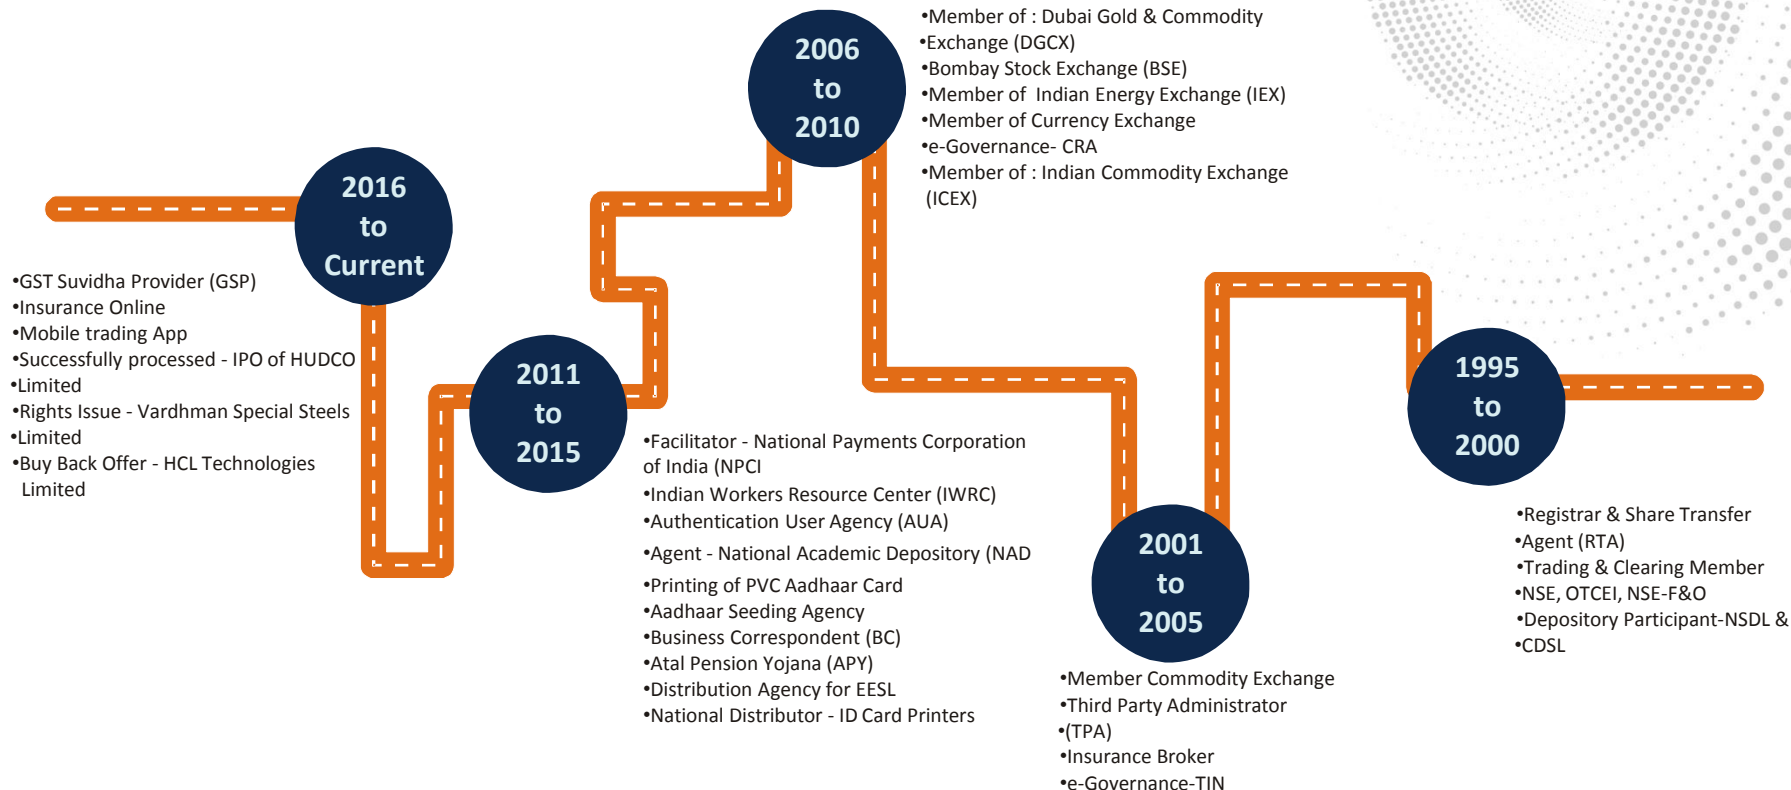 2006
to
2010
•Member of : Dubai Gold & Commodity
•Exchange (DGCX)
•Bombay Stock Exchange (BSE)
•Member of  Indian Energy Exchange (IEX)
•Member of Currency Exchange
•e-Governance- CRA
•Member of : Indian Commodity Exchange
(ICEX)
2016
to
Current
•GST Suvidha Provider (GSP)
•Insurance Online
•Mobile trading App
•Successfully processed - IPO of HUDCO
•Limited
•Rights Issue - Vardhman Special Steels
•Limited
•Buy Back Offer - HCL Technologies
Limited
2011
to
2015
•Facilitator - National Payments Corporation
of India (NPCI
•Indian Workers Resource Center (IWRC)
•Authentication User Agency (AUA)
•Agent - National Academic Depository (NAD
•Printing of PVC Aadhaar Card
•Aadhaar Seeding Agency
•Business Correspondent (BC)
•Atal Pension Yojana (APY)
•Distribution Agency for EESL
•National Distributor - ID Card Printers
2001
to
2005
•Member Commodity Exchange
•Third Party Administrator
•(TPA)
•Insurance Broker
•e-Governance-TIN
1995
to
2000
•Registrar & Share Transfer
•Agent (RTA)
•Trading & Clearing Member
•NSE, OTCEI, NSE-F&O
•Depository Participant-NSDL &
•CDSL